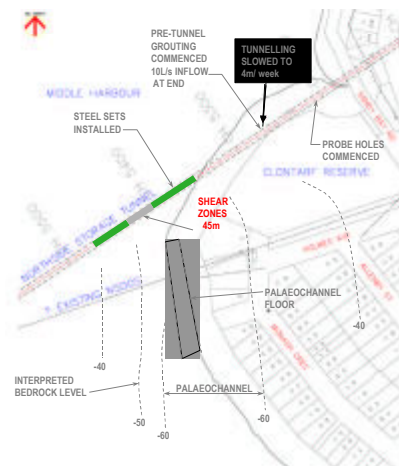 PRE-TUNNEL
GROUTING
COMMENCED
10L/s INFLOW
AT END
TUNNELLING
SLOWED TO
4m/ week
MIDDLE HARBOUR
STEEL SETS
INSTALLED
PROBE HOLES
COMMENCED
CLONTARF RESERVE
SHEAR
ZONES
45m
NORTHSIDE STORAGE TUNNEL
EXISTING NSOOS
PALAEOCHANNEL
FLOOR
-40
-40
INTERPRETED
BEDROCK LEVEL
PALAEOCHANNEL
-50
-60
-60